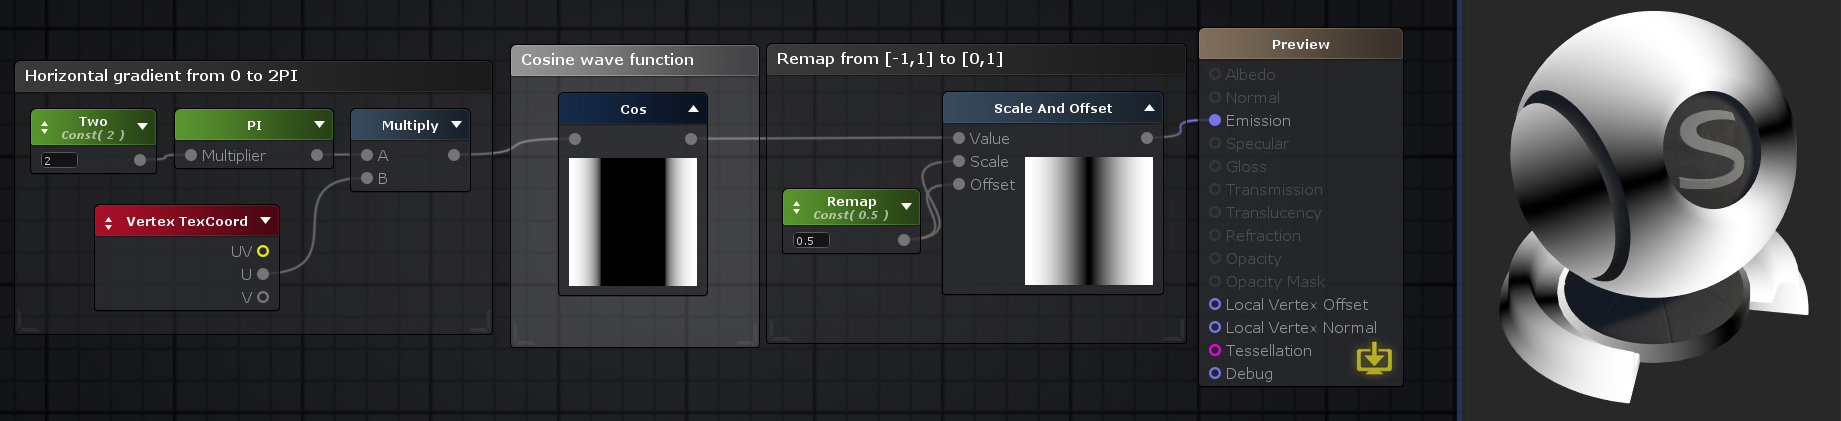 Horizontal gradient from 0 to 2PI
Two
Const( 2 )
2
PI
Multiplier
Multiply
A
B
Vertex TexCoord
UV
U
V
Cosine wave function
Cos
Remap from [-1,1] to [0,1]
Remap
Const( 0.5 )
0.5
Scale And Offset
Value
Scale
Offset
Preview
Albedo
Normal
Emission
Specular
Gloss
Transmission
Translucency
Refraction
Opacity
Opacity Mask
Local Vertex Offset
Local Vertex Normal
Tessellation
Debug
S